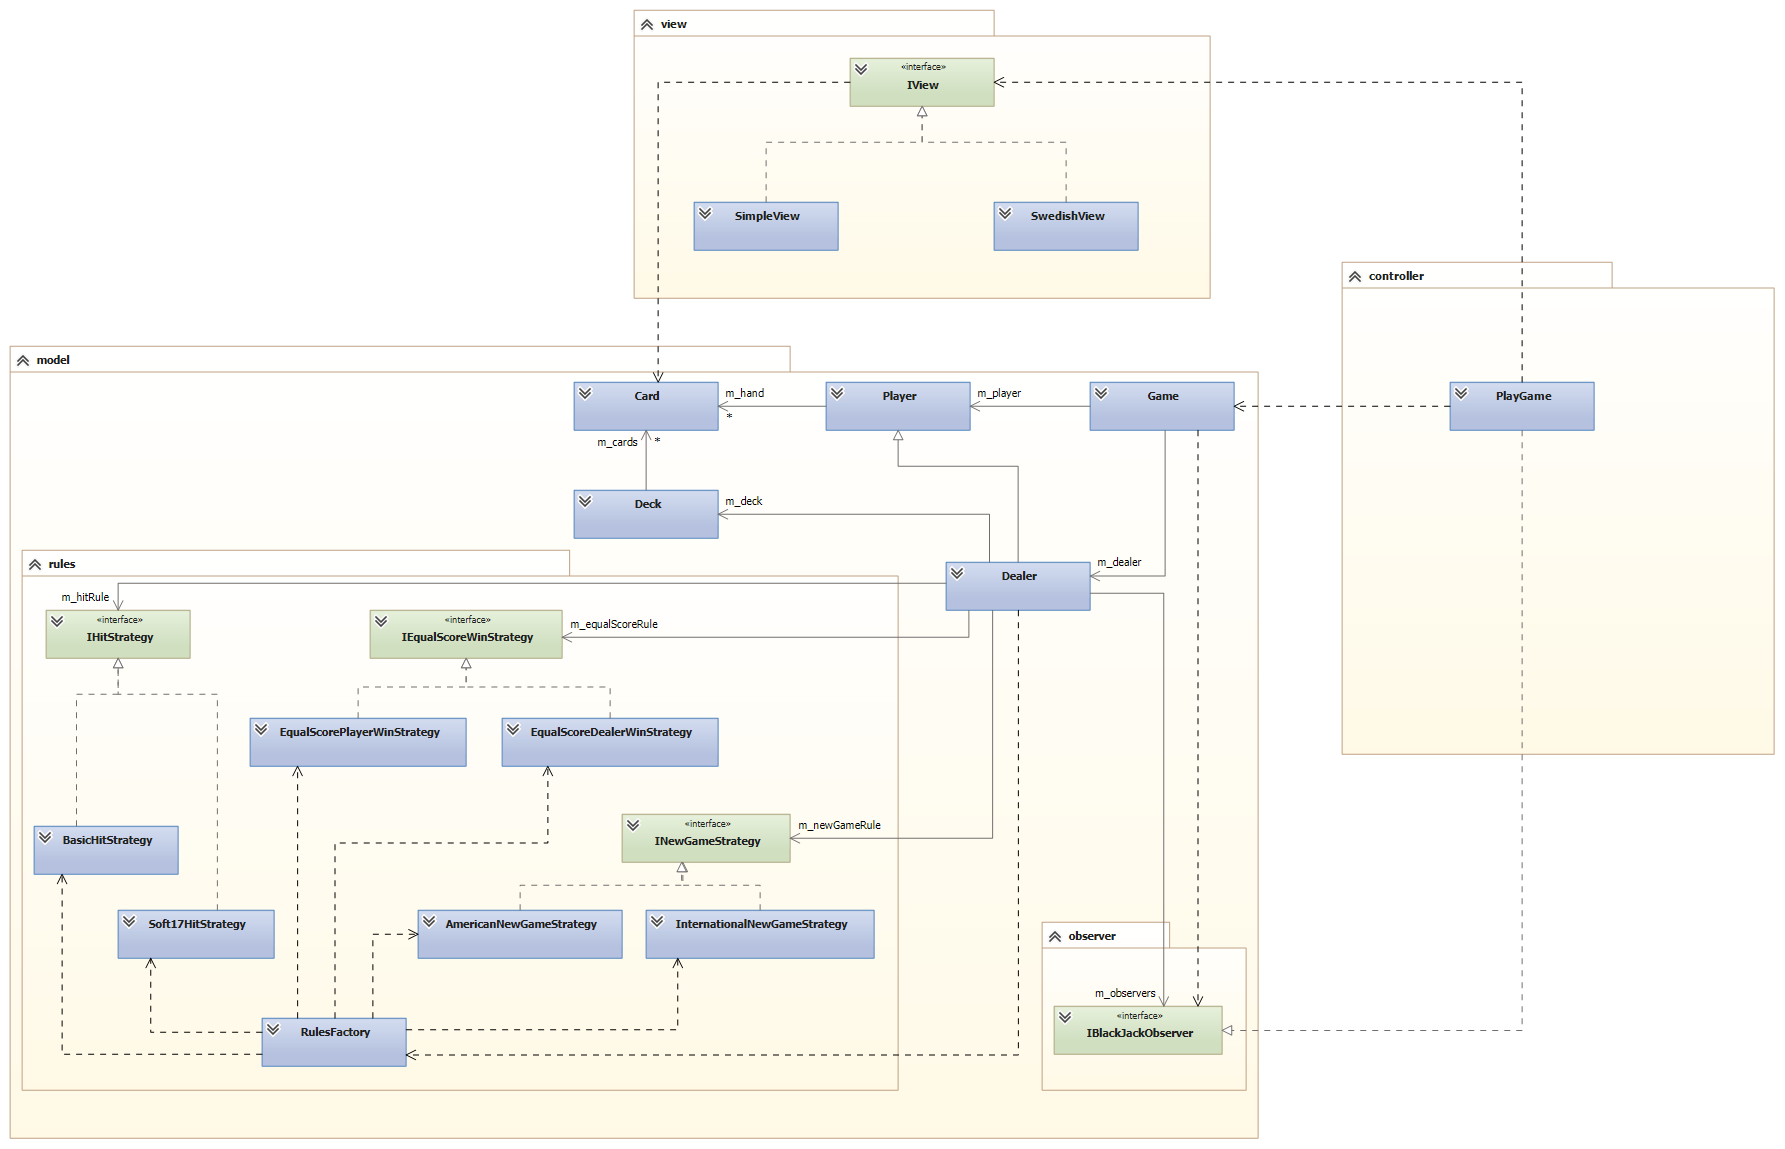 view
«interface»
IView
SimpleView
SwedishView
controller
PlayGame
model
Card
m_hand
*
Player
m_player
Game
m_cards
*
Deck
m_deck
m_dealer
Dealer
rules
m_hitRule
«interface»
IHitStrategy
«interface»
IEqualScoreWinStrategy
m_equalScoreRule
EqualScorePlayerWinStrategy
EqualScoreDealerWinStrategy
BasicHitStrategy
«interface»
INewGameStrategy
m_newGameRule
Soft17HitStrategy
AmericanNewGameStrategy
InternationalNewGameStrategy
RulesFactory
observer
m_observers
«interface»
IBlackJackObserver